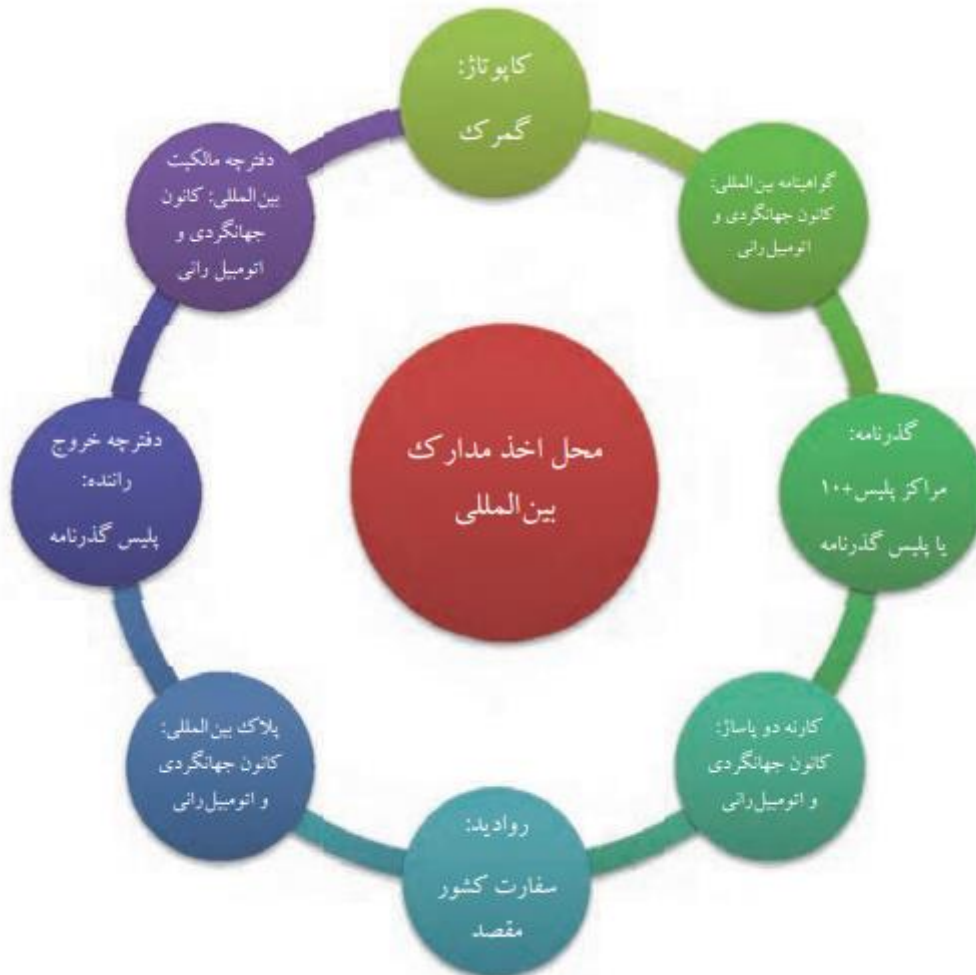 کاپوتاژ:
گمرک
گواهینامه بین‌المللی:
کانون جهانگردی و
اتومبیل‌رانی
گذرنامه:
مراکز پلیس+۱۰
یا پلیس گذرنامه
کارنه دو پاساژ:
کانون جهانگردی
و اتومبیل‌رانی
روادید:
سفارت کشور
مقصد
پلاک بین‌المللی:
کانون جهانگردی
و اتومبیل‌رانی
دفترچه خروج
راننده:
پلیس گذرنامه
دفترچه مالکیت
بین‌المللی: کانون
جهانگردی و
اتومبیل رانی
محل اخذ مدارک
بین‌المللی